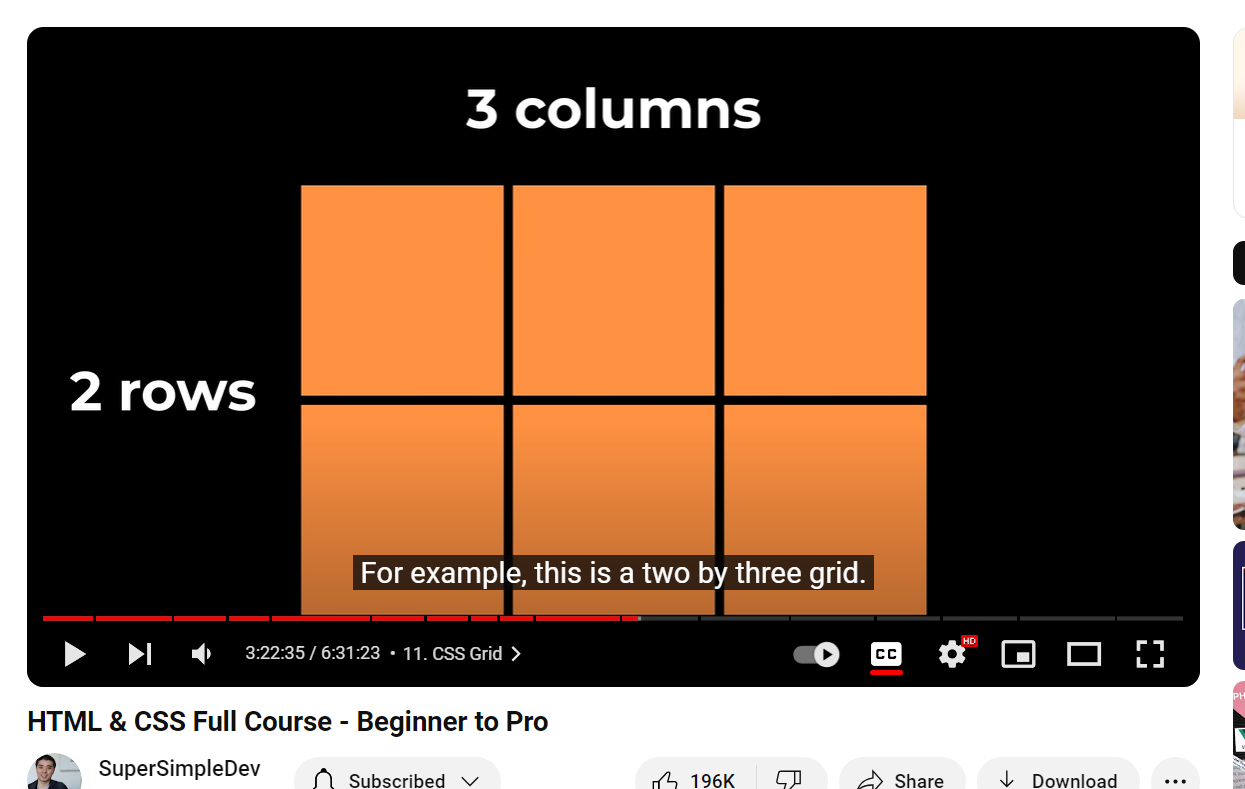 3 columns
2 rows
For example, this is a two by three grid.
3:22:35 / 6:31:23 • 11. CSS Grid
CC
HD
HTML & CSS Full Course - Beginner to Pro
SuperSimpleDev
Subscribed
196K
Share
Download
PH